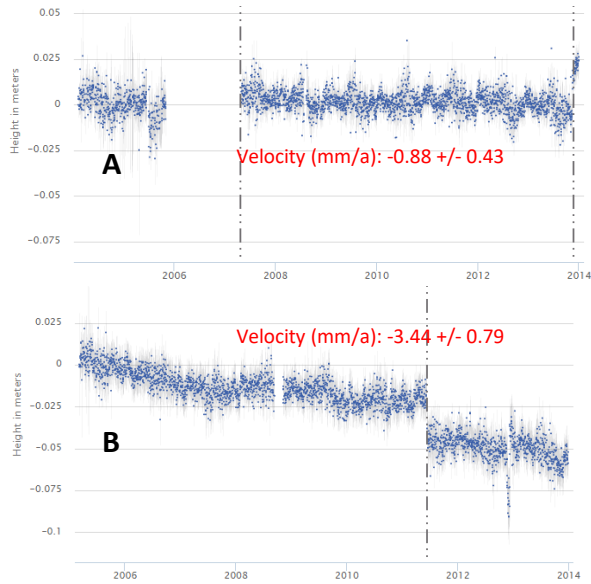 0.025
0
−0.025
−0.05
−0.075
Height in meters
A
Velocity (mm/a): -0.88 +/- 0.43
2006 2008 2010 2012 2014
0.025
0
−0.025
−0.05
−0.075
−0.1
Height in meters
Velocity (mm/a): -3.44 +/- 0.79
B
2006 2008 2010 2012 2014